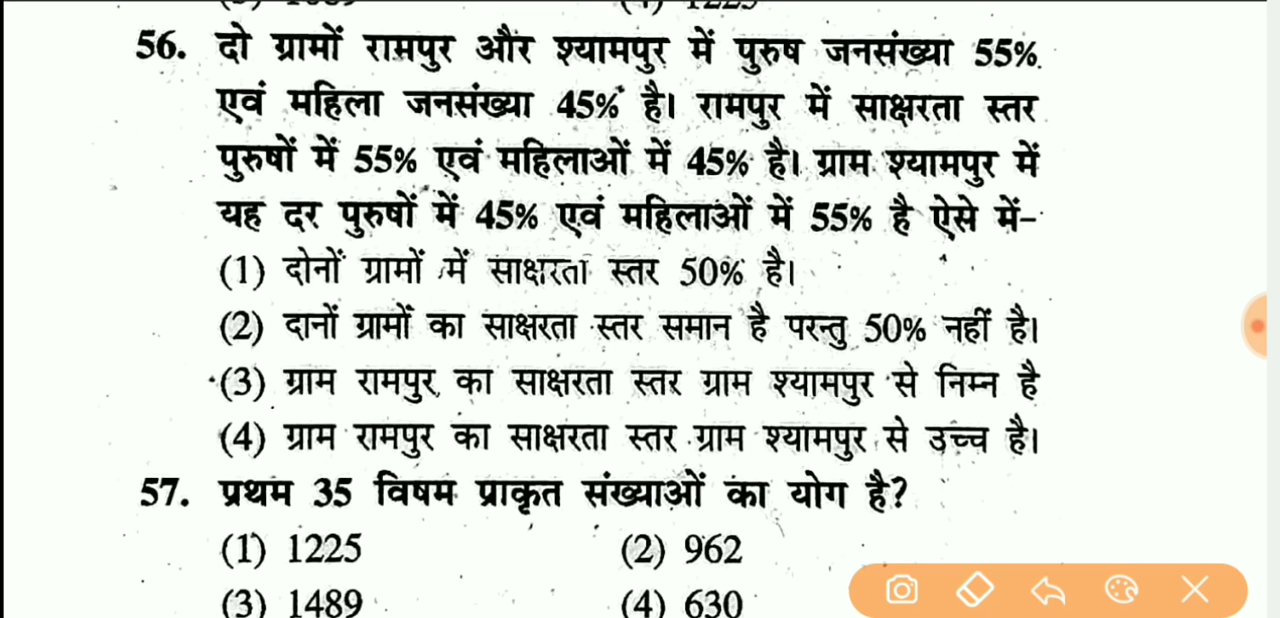 56. दो ग्रामों रामपुर और श्यामपुर में पुरुष जनसंख्या 55%
एवं महिला जनसंख्या 45% है। रामपुर में साक्षरता स्तर
पुरुषों में 55% एवं महिलाओं में 45% है। ग्राम श्यामपुर में
यह दर पुरुषों में 45% एवं महिलाओं में 55% है ऐसे में-
(1) दोनों ग्रामों में साक्षरता स्तर 50% है।
(2) दानों ग्रामों का साक्षरता स्तर समान है परन्तु 50% नहीं है।
(3) ग्राम रामपुर का साक्षरता स्तर ग्राम श्यामपुर से निम्न है
(4) ग्राम रामपुर का साक्षरता स्तर ग्राम श्यामपुर से उच्च है।
57. प्रथम 35 विषम प्राकृत संख्याओं का योग है?
(1) 1225 (2) 962
(3) 1489 (4) 630